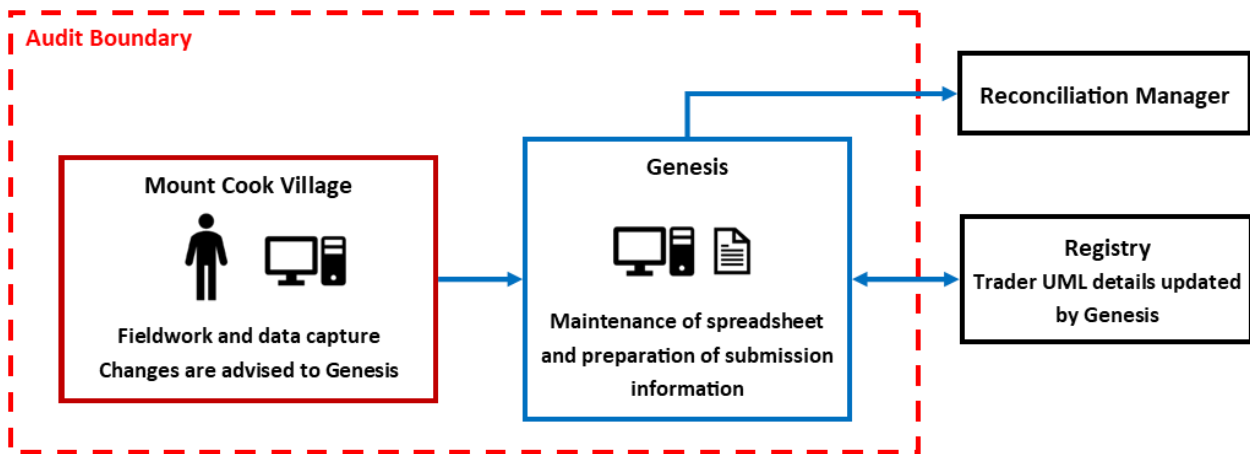 Audit Boundary
Reconciliation Manager
Mount Cook Village
Fieldwork and data capture
Changes are advised to Genesis
Genesis
Maintenance of spreadsheet
and preparation of submission
information
Registry
Trader UML details updated
by Genesis